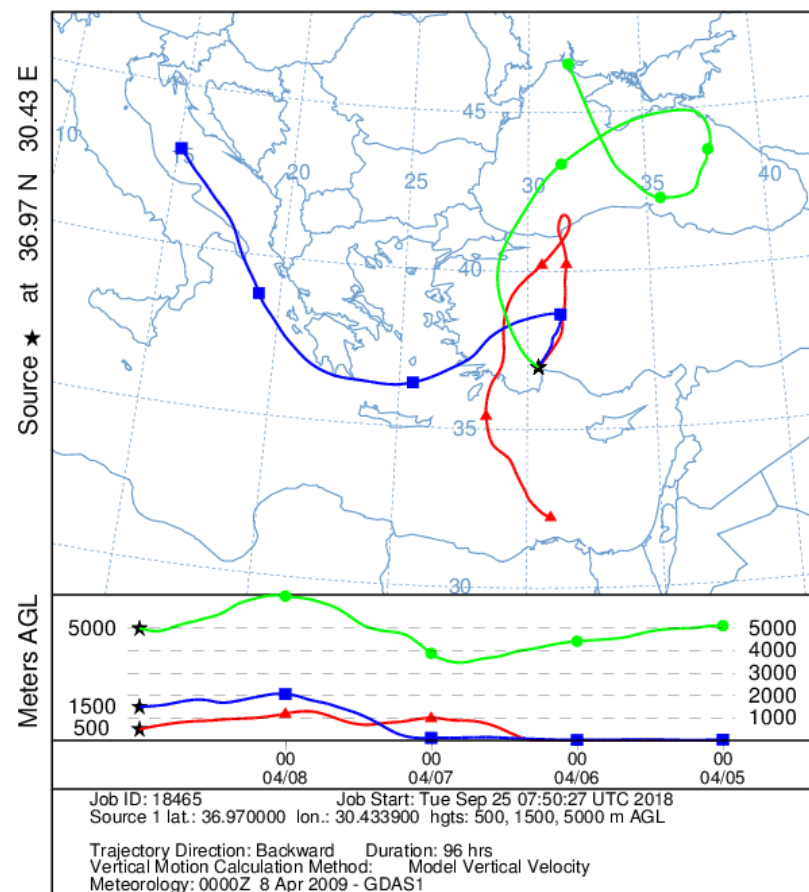 Source ★ at 36.97 N 30.43 E
10
15
20
25
30
35
40
45
40
35
30
Meters AGL
5000
1500
500
5000
4000
3000
2000
1000
00 00 00 00
04/08 04/07 04/06 04/05
Job ID: 18465 Job Start: Tue Sep 25 07:50:27 UTC 2018
Source 1 lat.: 36.970000 lon.: 30.433900 hgts: 500, 1500, 5000 m AGL
Trajectory Direction: Backward Duration: 96 hrs
Vertical Motion Calculation Method: Model Vertical Velocity
Meteorology: 0000Z 8 Apr 2009 - GDAS1